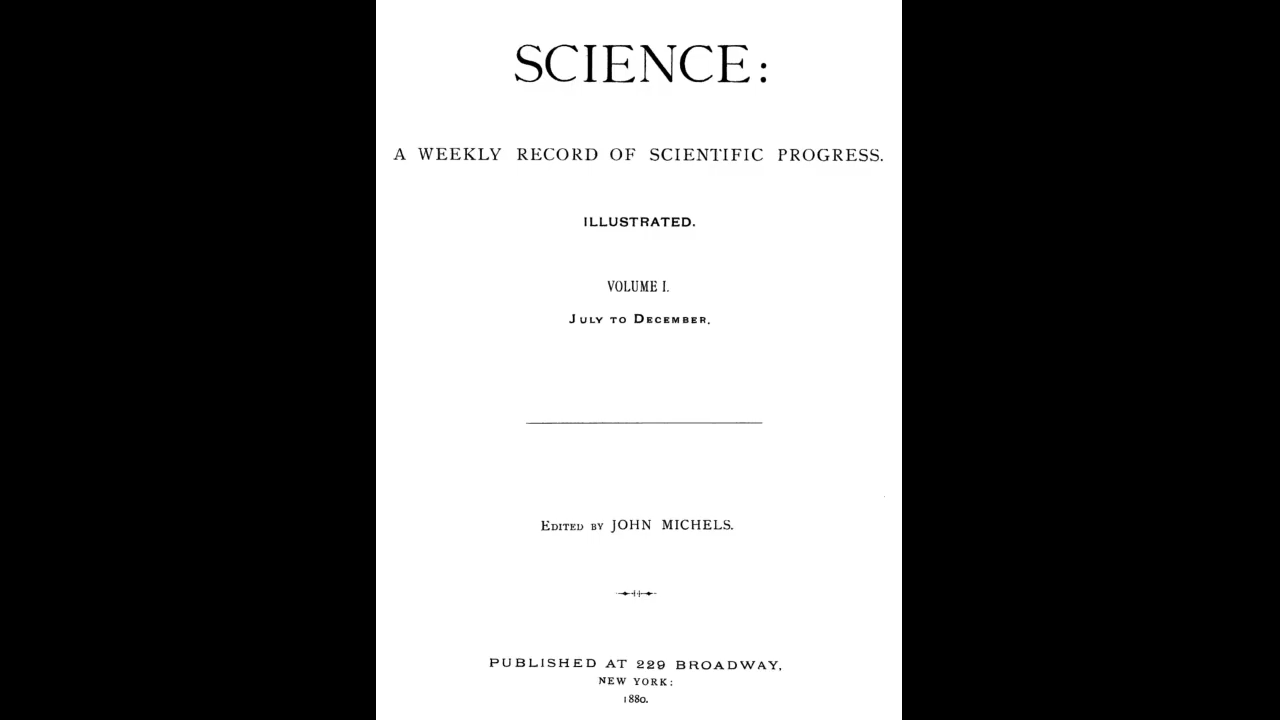 SCIENCE:
A WEEKLY RECORD OF SCIENTIFIC PROGRESS.
ILLUSTRATED.
VOLUME I.
JULY TO DECEMBER.
EDITED BY JOHN MICHELS.
PUBLISHED AT 229 BROADWAY,
NEW YORK:
1880.